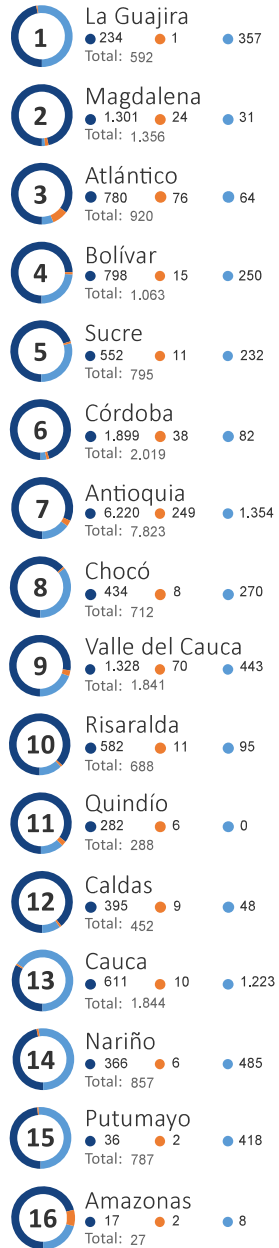 1
La Guajira
234 1 357
Total: 592
2
Magdalena
1.301 24 31
Total: 1.356
3
Atlántico
780 76 64
Total: 920
4
Bolívar
798 15 250
Total: 1.063
5
Sucre
552 11 232
Total: 795
6
Córdoba
1.899 38 82
Total: 2.019
7
Antioquia
6.220 249 1.354
Total: 7.823
8
Chocó
434 8 270
Total: 712
9
Valle del Cauca
1.328 70 443
Total: 1.841
10
Risaralda
582 11 95
Total: 688
11
Quindío
282 6 0
Total: 288
12
Caldas
395 9 48
Total: 452
13
Cauca
611 10 1.223
Total: 1.844
14
Nariño
366 6 485
Total: 857
15
Putumayo
36 2 418
Total: 787
16
Amazonas
17 2 8
Total: 27